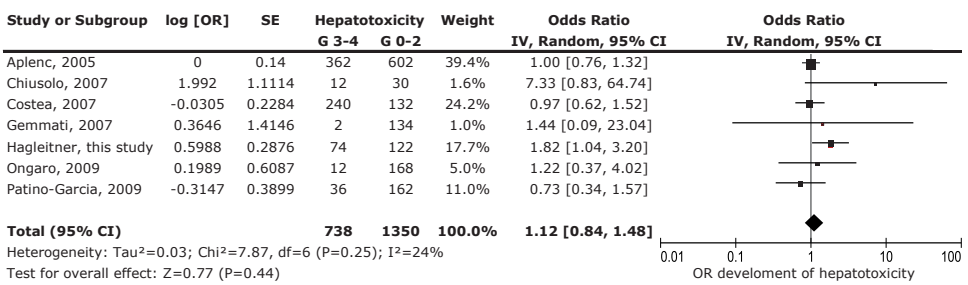 Study or Subgroup log [OR] SE Hepatotoxicity Weight Odds Ratio Odds Ratio
G 3-4 G 0-2 IV, Random, 95% CI IV, Random, 95% CI
Aplenc, 2005 0 0.14 362 602 39.4% 1.00 [0.76, 1.32]
Chiusolo, 2007 1.992 1.1114 12 30 1.6% 7.33 [0.83, 64.74]
Costea, 2007 -0.0305 0.2284 240 132 24.2% 0.97 [0.62, 1.52]
Gemmati, 2007 0.3646 1.4146 2 134 1.0% 1.44 [0.09, 23.04]
Hagleitner, this study 0.5988 0.2876 74 122 17.7% 1.82 [1.04, 3.20]
Ongaro, 2009 0.1989 0.6087 12 168 5.0% 1.22 [0.37, 4.02]
Patino-Garcia, 2009 -0.3147 0.3899 36 162 11.0% 0.73 [0.34, 1.57]
Total (95% CI) 738 1350 100.0% 1.12 [0.84, 1.48]
Heterogeneity: Tau²=0.03; Chi²=7.87, df=6 (P=0.25); I²=24%
0.01 0.1 1 10 100
Test for overall effect: Z=0.77 (P=0.44) OR develoment of hepatotoxicity